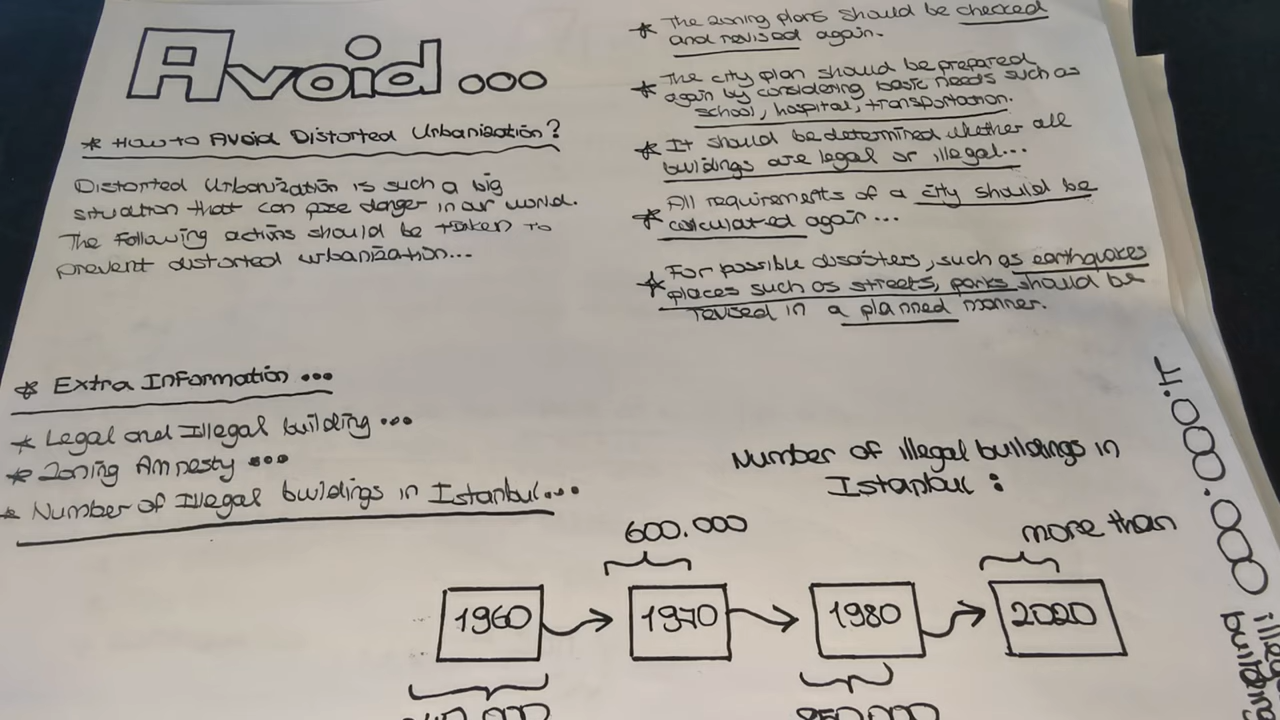 Avoid...
* How to Avoid Distorted Urbanization?
Distorted Urbanization is such a big
situation that can pose danger in our world.
The following actions should be taken to
prevent distorted urbanization...
* The zoning plans should be checked
and revised again.
* The city plan should be prepared
again by considering basic needs such as
school, hospital, transportation.
* It should be determined whether all
buildings are legal or illegal...
* All requirements of a city should be
calculated again...
* For possible disasters, such as earthquakes
places such as streets, parks should be
revised in a planned manner.
* Extra Information...
* Legal and Illegal building...
* Zoning Amnesty...
* Number of Illegal buildings in Istanbul...
Number of illegal buildings in
Istanbul:
600.000
more than
1960
1970
1980
2020
850.000
1.000.000
building